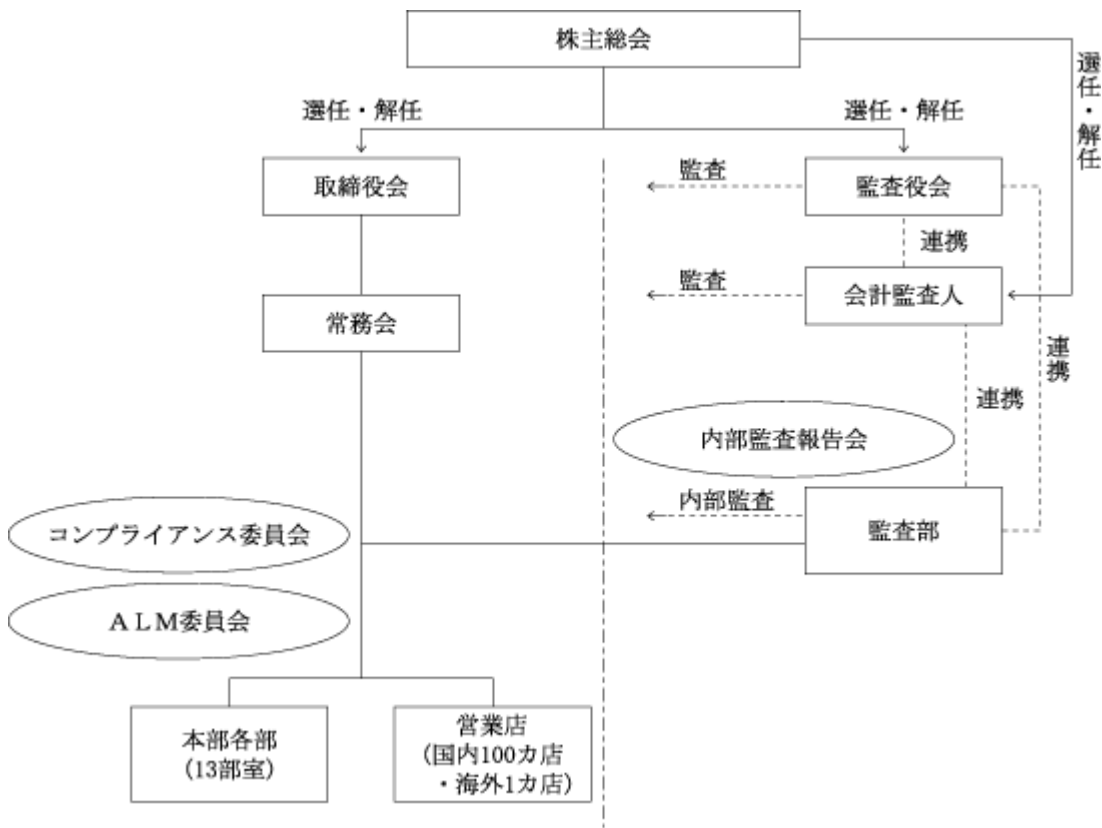 株主総会
選任・解任
選任・解任
選任・解任
取締役会
監査
監査役会
連携
常務会
監査
会計監査人
連携
連携
内部監査報告会
コンプライアンス委員会
内部監査
監査部
ＡＬＭ委員会
本部各部
(13部室)
営業店
(国内100カ店
・海外1カ店)